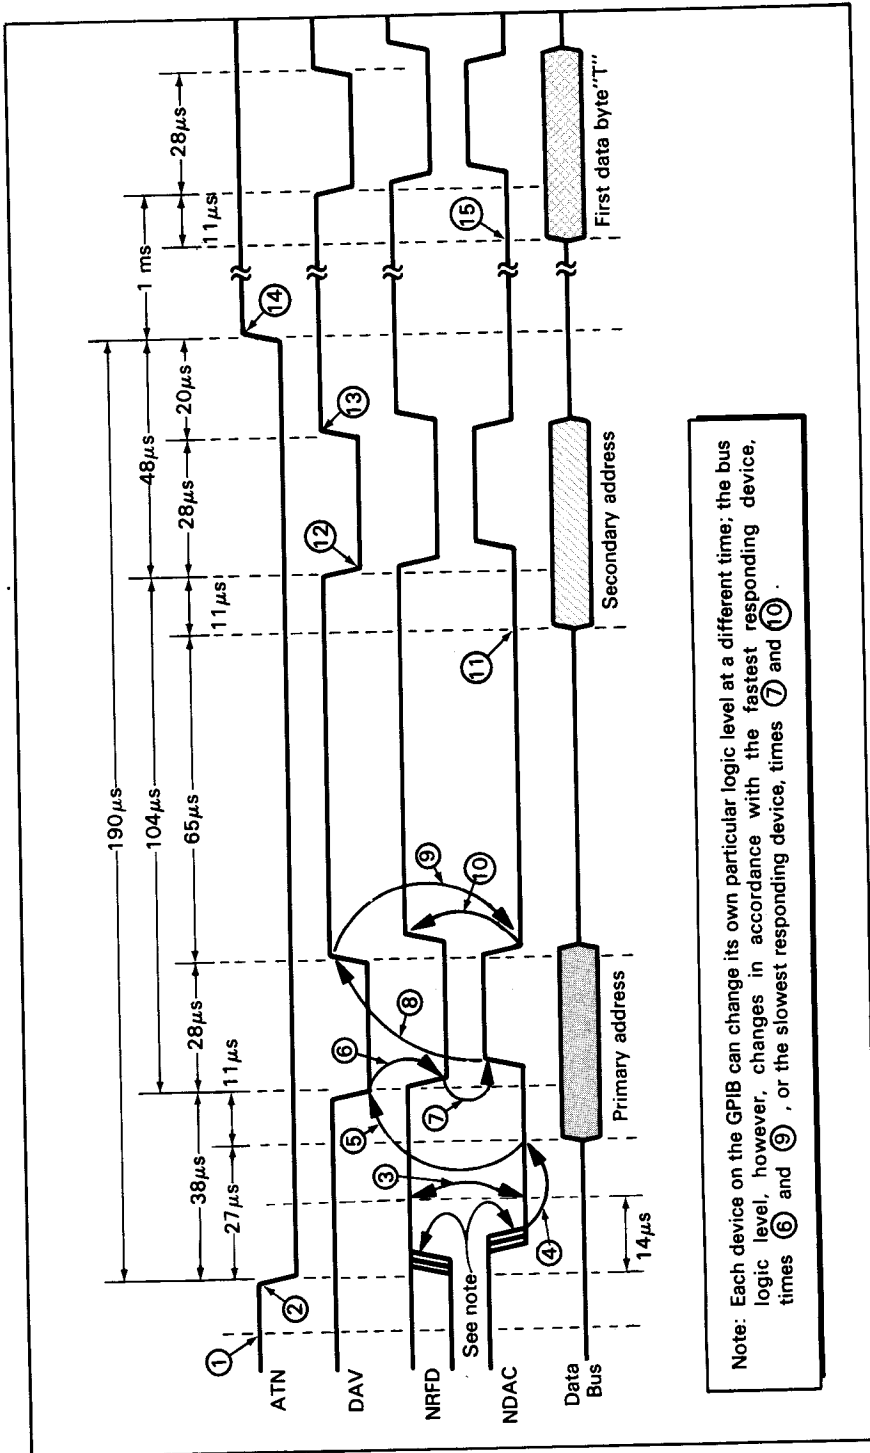 190μs
104μs
48μs
1 ms
38μs
28μs
65μs
11μs
28μs
20μs
11μs
28μs
27μs
11μs
1
2
14
ATN
5
6
8
12
13
DAV
3
7
9
10
NRFD
See note
4
11
15
NDAC
14μs
Data
Bus
Primary address
Secondary address
First data byte"T"
Note: Each device on the GPIB can change its own particular logic level at a different time; the bus
logic level, however, changes in accordance with the fastest responding device,
times 6 and 9 , or the slowest responding device, times 7 and 10 .